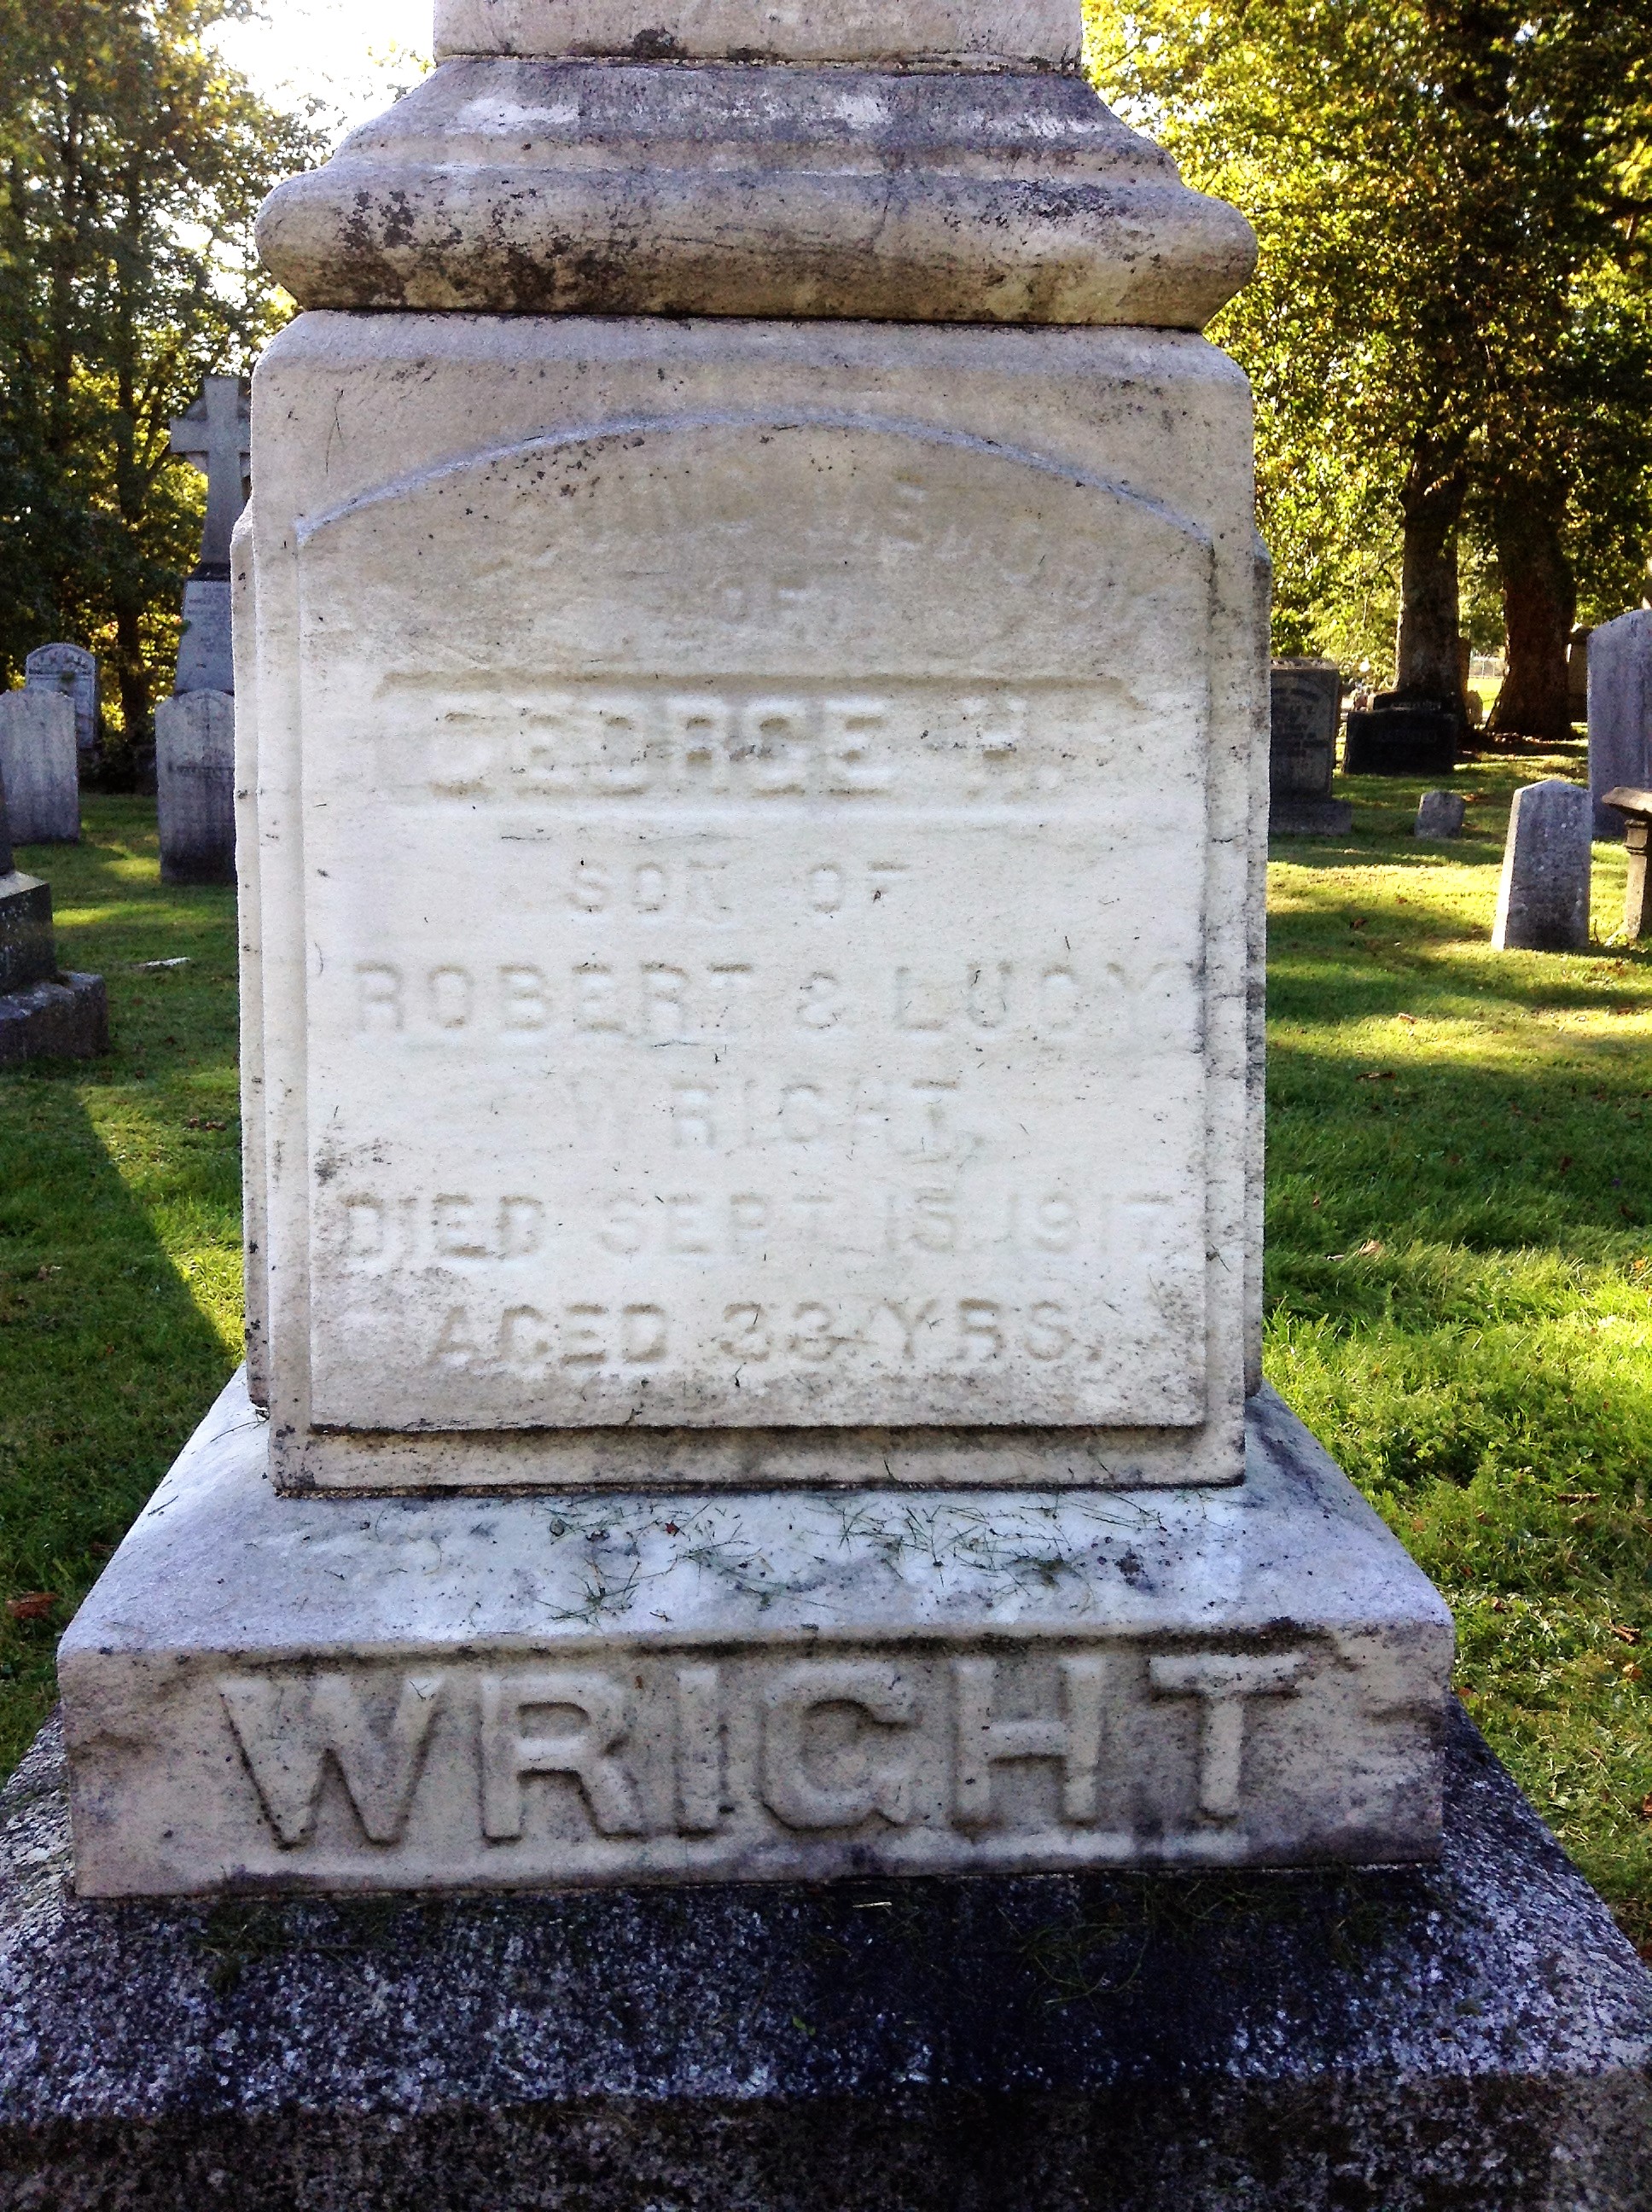 OF
GEORGE H.
SON OF
ROBERT & LUCY
WRIGHT,
DIED SEPT. 15, 1917
AGED 33 YRS.
WRIGHT